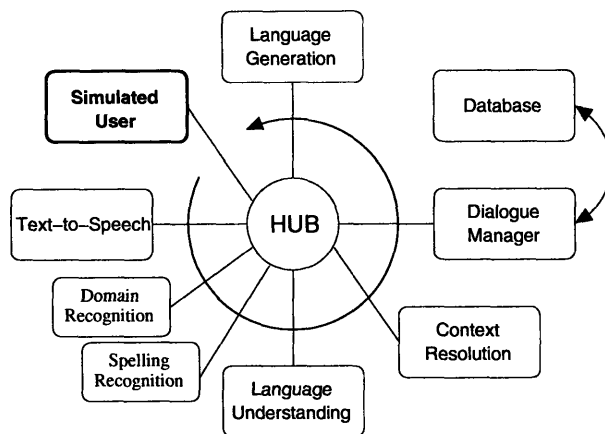 Language
Generation
Simulated
User
Database
Text–to–Speech
HUB
Dialogue
Manager
Domain
Recognition
Context
Resolution
Spelling
Recognition
Language
Understanding